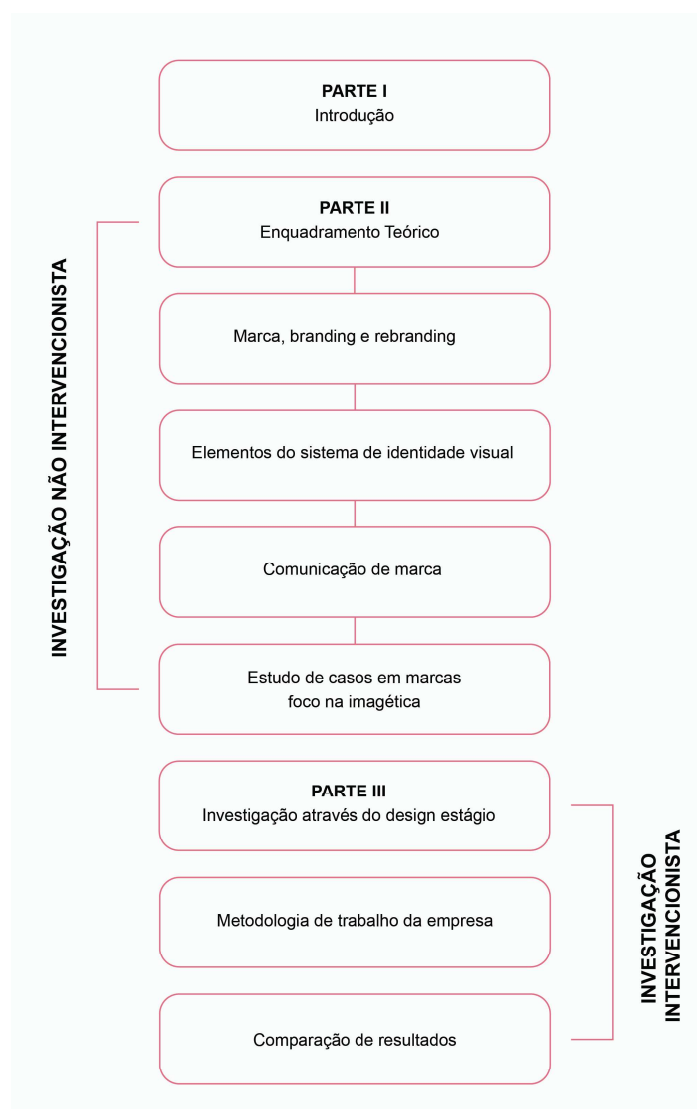 PARTE I
Introdução
PARTE II
Enquadramento Teórico
Marca, branding e rebranding
Elementos do sistema de identidade visual
Comunicação de marca
Estudo de casos em marcas
foco na imagética
INVESTIGAÇÃO NÃO INTERVENCIONISTA
PARTE III
Investigação através do design estágio
Metodologia de trabalho da empresa
Comparação de resultados
INVESTIGAÇÃO
INTERVENCIONISTA